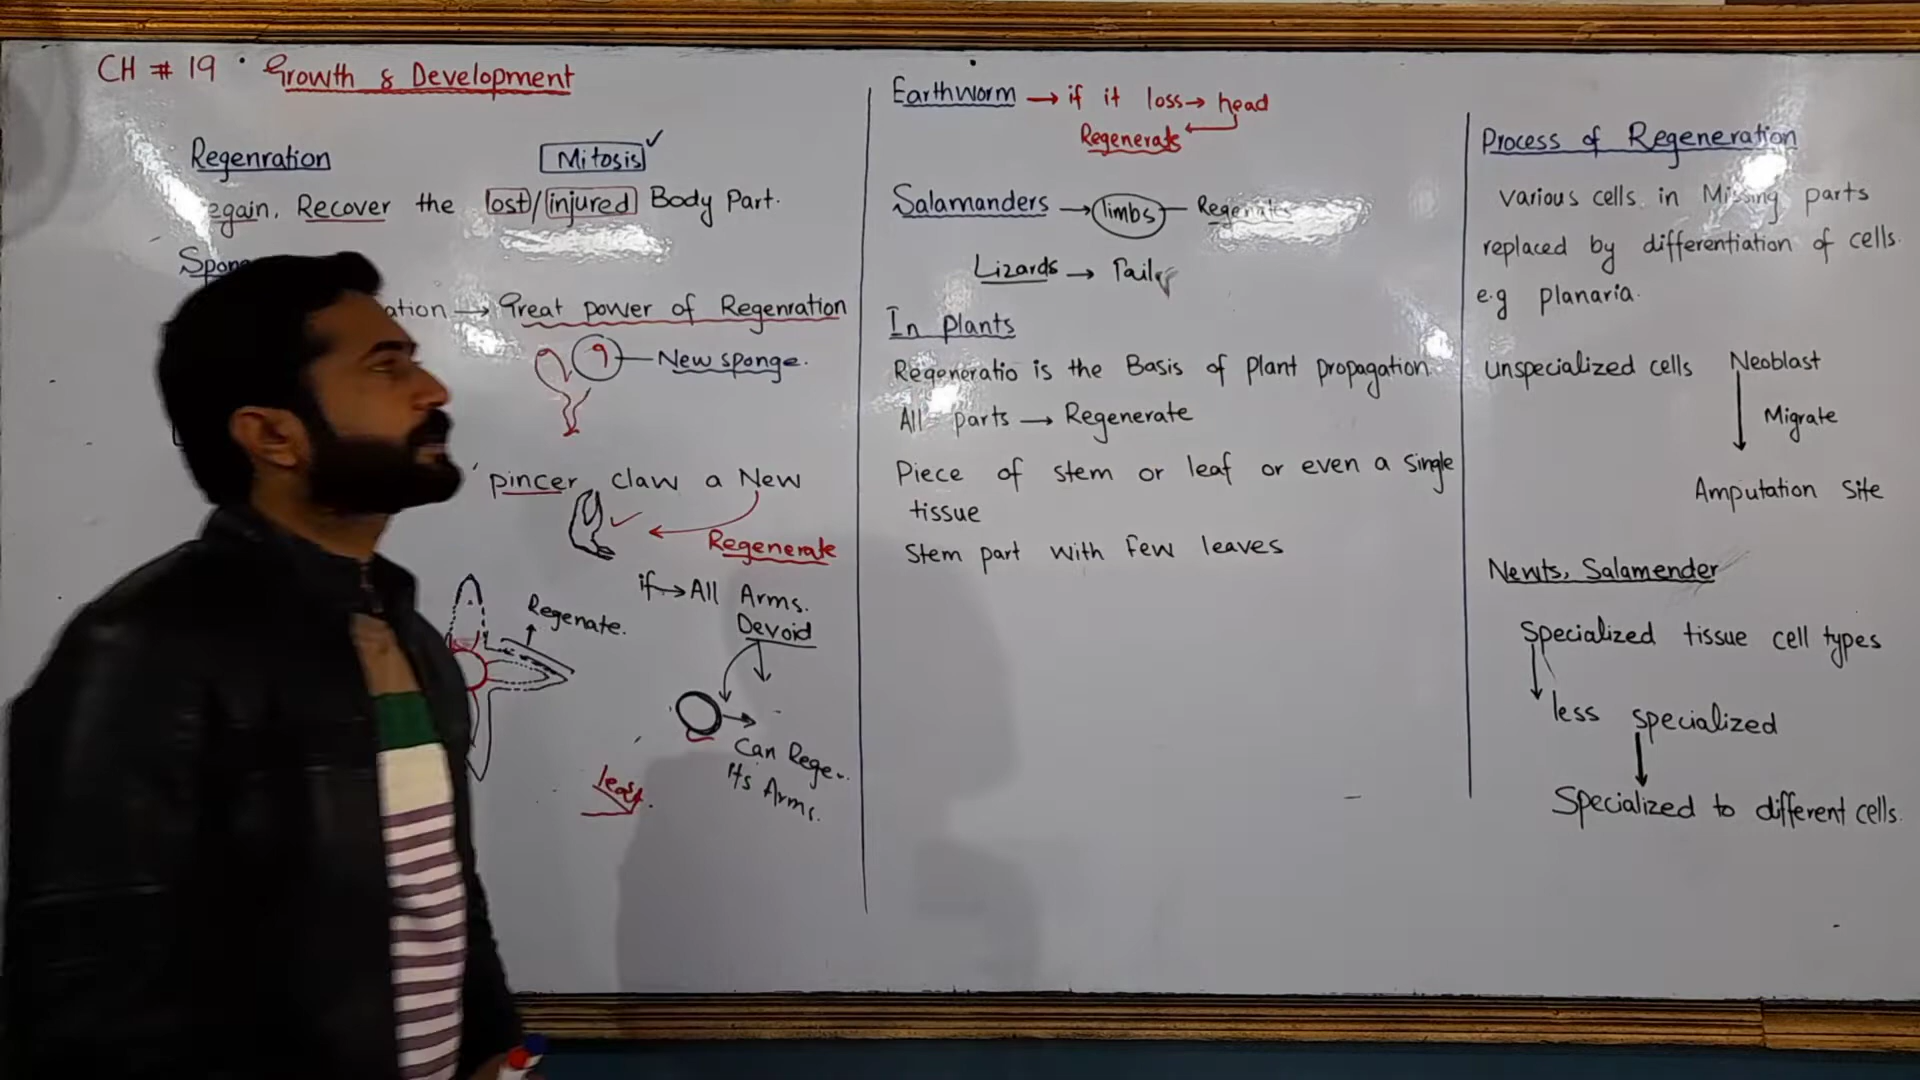 CH # 19 . Growth & Development
Regenration
Mitosis
egain, Recover the lost/injured Body Part.
Spon
ation → Great power of Regenration
New sponge.
pincer claw a New
Regenerate
if → All Arms.
Devoid
Regenate.
Can Rege..
Its Arms.
least.
Earthworm → if it loss → head
Regenerate
Salamanders → limbs — Regenrates
Lizards → Tail
In plants
Regeneratio is the Basis of plant propagation.
All parts → Regenerate
Piece of stem or leaf or even a single
tissue
Stem part with few leaves
Process of Regeneration
various cells in Missing parts
replaced by differentiation of cells.
e.g planaria.
unspecialized cells Neoblast
Migrate
Amputation Site
Newts, Salamender
Specialized tissue cell types
less specialized
Specialized to different cells.